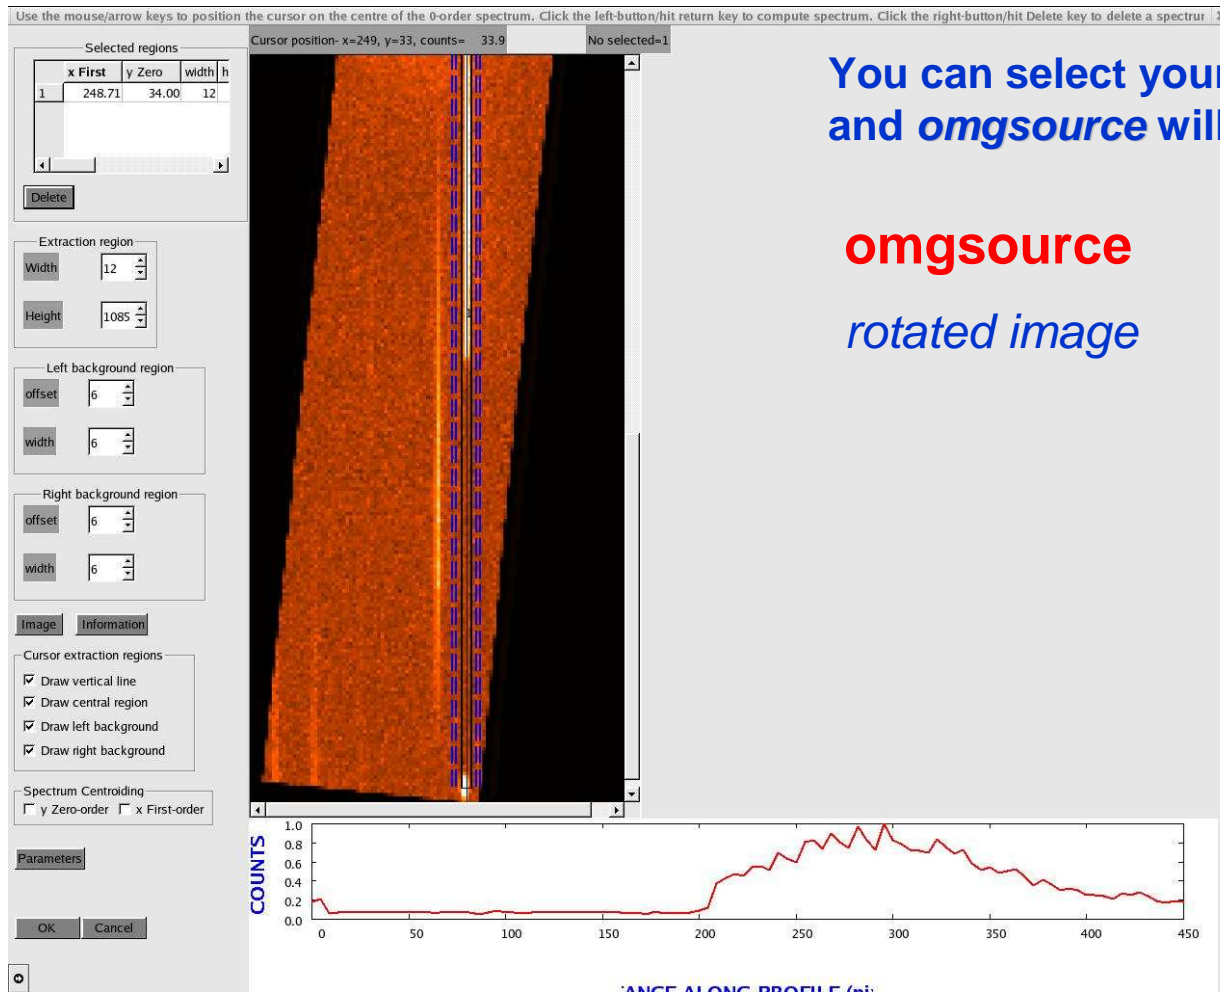 Use the mouse/arrow keys to position the cursor on the centre of the 0-order spectrum. Click the left-button/hit return key to compute spectrum. Click the right-button/hit Delete key to delete a spectrur
Selected regions
x First y Zero width h
1 248.71 34.00 12
Delete
Extraction region
Width 12
Height 1085
Left background region
offset 6
width 6
Right background region
offset 6
width 6
Image Information
Cursor extraction regions
Draw vertical line
Draw central region
Draw left background
Draw right background
Spectrum Centroiding
y Zero-order x First-order
Parameters
OK Cancel
Cursor position- x=249, y=33, counts= 33.9 No selected=1
You can select your
and omgsource will
omgsource
rotated image
COUNTS
1.0
0.8
0.6
0.4
0.2
0.0
0 50 100 150 200 250 300 350 400 450
ANGE ALONG PROFILE (pi